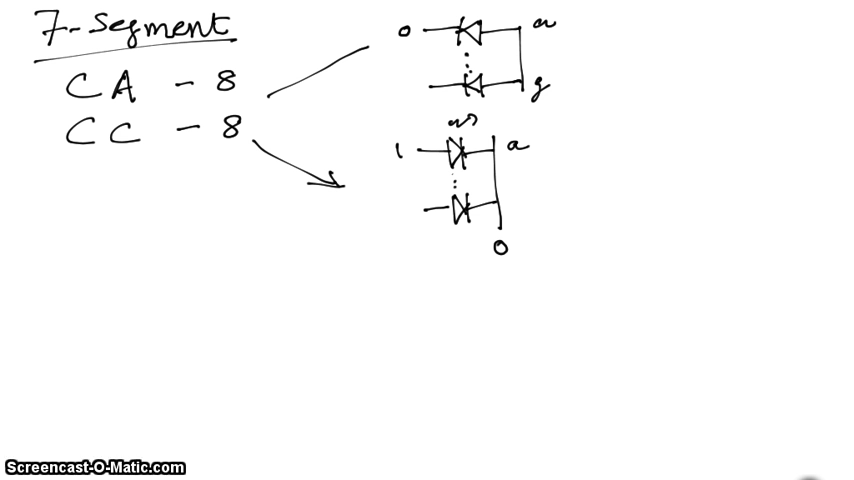 7-Segment
CA - 8
CC - 8
0 a
g
1 a
0
Screencast-O-Matic.com